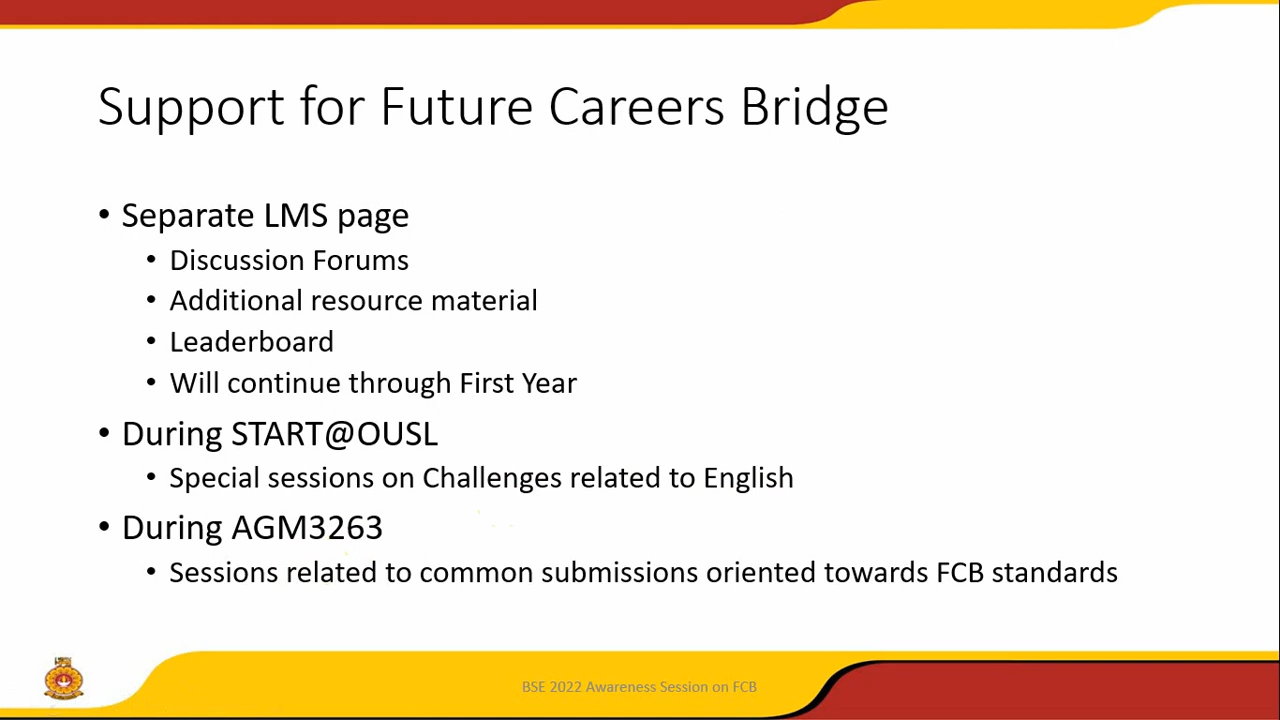 Support for Future Careers Bridge
• Separate LMS page
• Discussion Forums
• Additional resource material
• Leaderboard
• Will continue through First Year
• During START@OUSL
• Special sessions on Challenges related to English
• During AGM3263
• Sessions related to common submissions oriented towards FCB standards
BSE 2022 Awareness Session on FCB